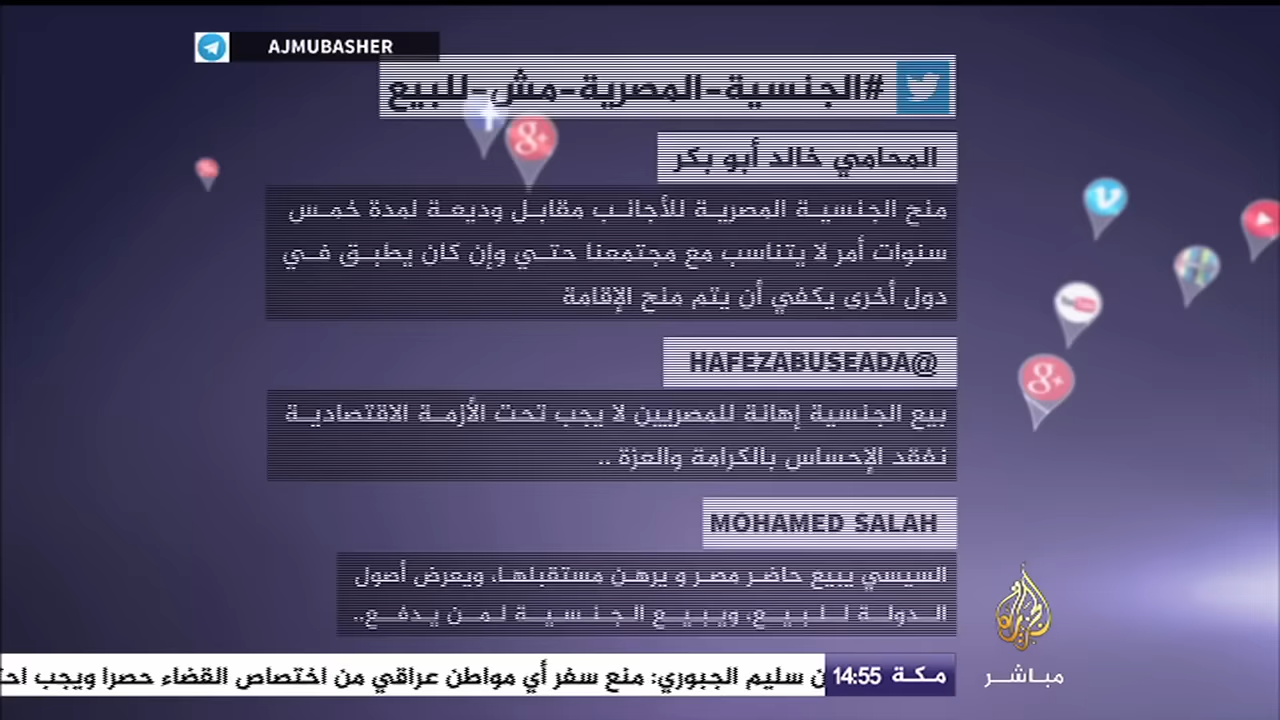 AJMUBASHER
#الجنسية-المصرية-مش-للبيع
المحامي خالد أبو بكر
منح الجنسية المصرية للأجانب مقابل وديعة لمدة خمس
سنوات أمر لا يتناسب مع مجتمعنا حتي وإن كان يطبق في
دول أخرى يكفي أن يتم منح الإقامة
@HAFEZABUSEADA
بيع الجنسية إهانة للمصريين لا يجب تحت الأزمة الاقتصادية
نفقد الإحساس بالكرامة والعزة ..
MOHAMED SALAH
السيسي يبيع حاضر مصر و يرهن مستقبلها، ويعرض أصول
الدولة للبيع، ويبيع الجنسية لمن يدفع..
الجزيرة
مباشر
مكة 14:55
سليم الجبوري: منع سفر أي مواطن عراقي من اختصاص القضاء حصرا ويجب